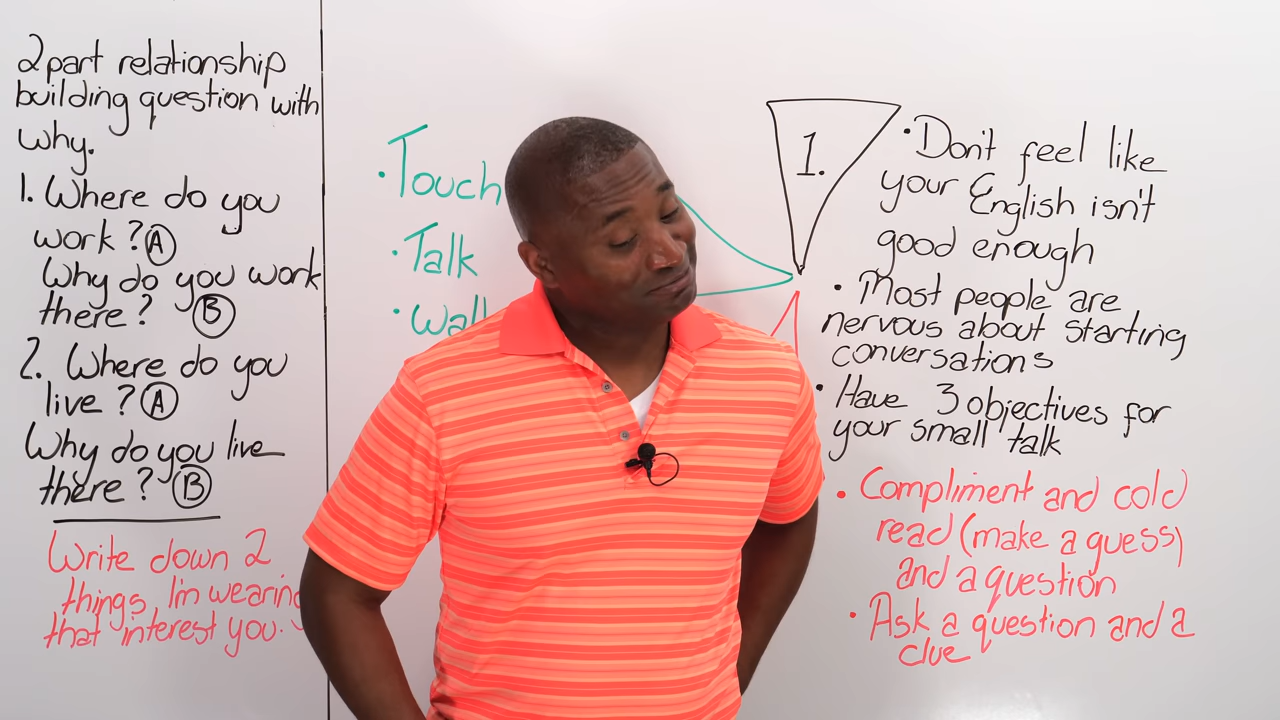 2 part relationship
building question with
why.
1. Where do you
work? A
Why do you work
there? B
2. Where do you
live? A
Why do you live
there? B
Write down 2
things, I'm wearing
that interest you.
• Touch
• Talk
• Wall
1.
• Don't feel like
your English isn't
good enough
• Most people are
nervous about starting
conversations
• Have 3 objectives for
your small talk
• Compliment and cold
read (make a guess)
and a question
• Ask a question and a
clue